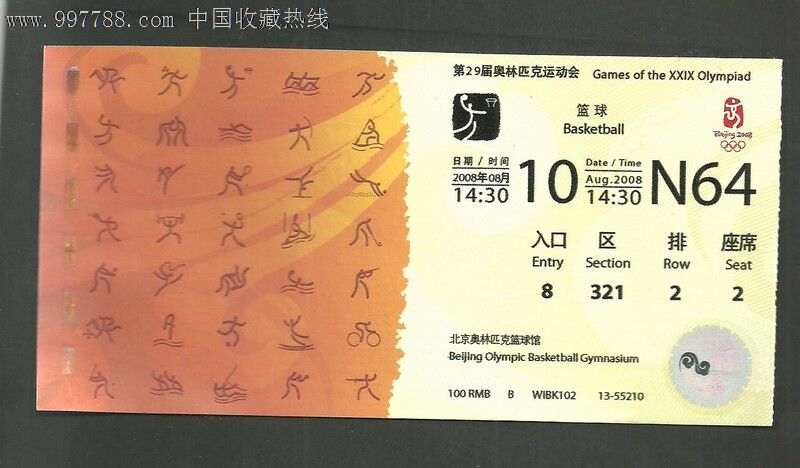 www.997788.com 中国收藏热线
第29届奥林匹克运动会 Games of the XXIX Olympiad
篮球
Basketball
Beijing 2008
日期 / 时间 Date / Time
2008年08月 10 Aug.2008 N64
14:30 14:30
入口 区 排 座席
Entry Section Row Seat
8 321 2 2
北京奥林匹克篮球馆
Beijing Olympic Basketball Gymnasium
100 RMB B WIBK102 13-55210